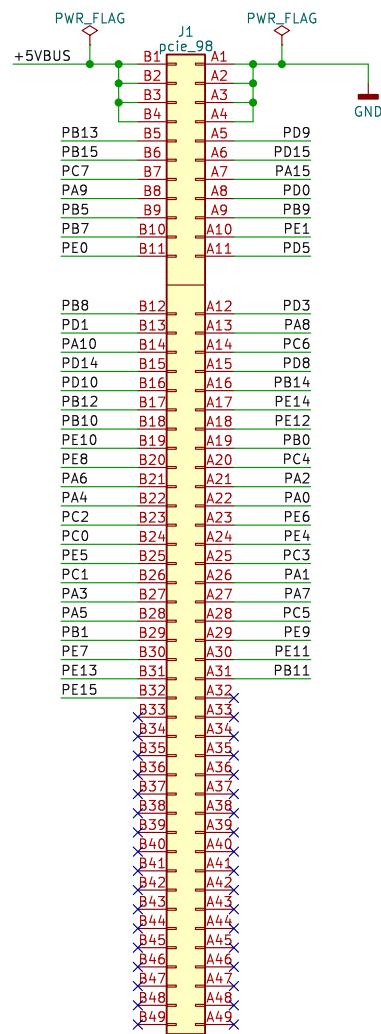 PWR_FLAG PWR_FLAG
J1
pcie_98
+5VBUS B1 A1
B2 A2
B3 A3
B4 A4
GND
PB13 B5 A5 PD9
PB15 B6 A6 PD15
PC7 B7 A7 PA15
PA9 B8 A8 PD0
PB5 B9 A9 PB9
PB7 B10 A10 PE1
PE0 B11 A11 PD5
PB8 B12 A12 PD3
PD1 B13 A13 PA8
PA10 B14 A14 PC6
PD14 B15 A15 PD8
PD10 B16 A16 PB14
PB12 B17 A17 PE14
PB10 B18 A18 PE12
PE10 B19 A19 PB0
PE8 B20 A20 PC4
PA6 B21 A21 PA2
PA4 B22 A22 PA0
PC2 B23 A23 PE6
PC0 B24 A24 PE4
PE5 B25 A25 PC3
PC1 B26 A26 PA1
PA3 B27 A27 PA7
PA5 B28 A28 PC5
PB1 B29 A29 PE9
PE7 B30 A30 PE11
PE13 B31 A31 PB11
PE15 B32 A32
B33 A33
B34 A34
B35 A35
B36 A36
B37 A37
B38 A38
B39 A39
B40 A40
B41 A41
B42 A42
B43 A43
B44 A44
B45 A45
B46 A46
B47 A47
B48 A48
B49 A49